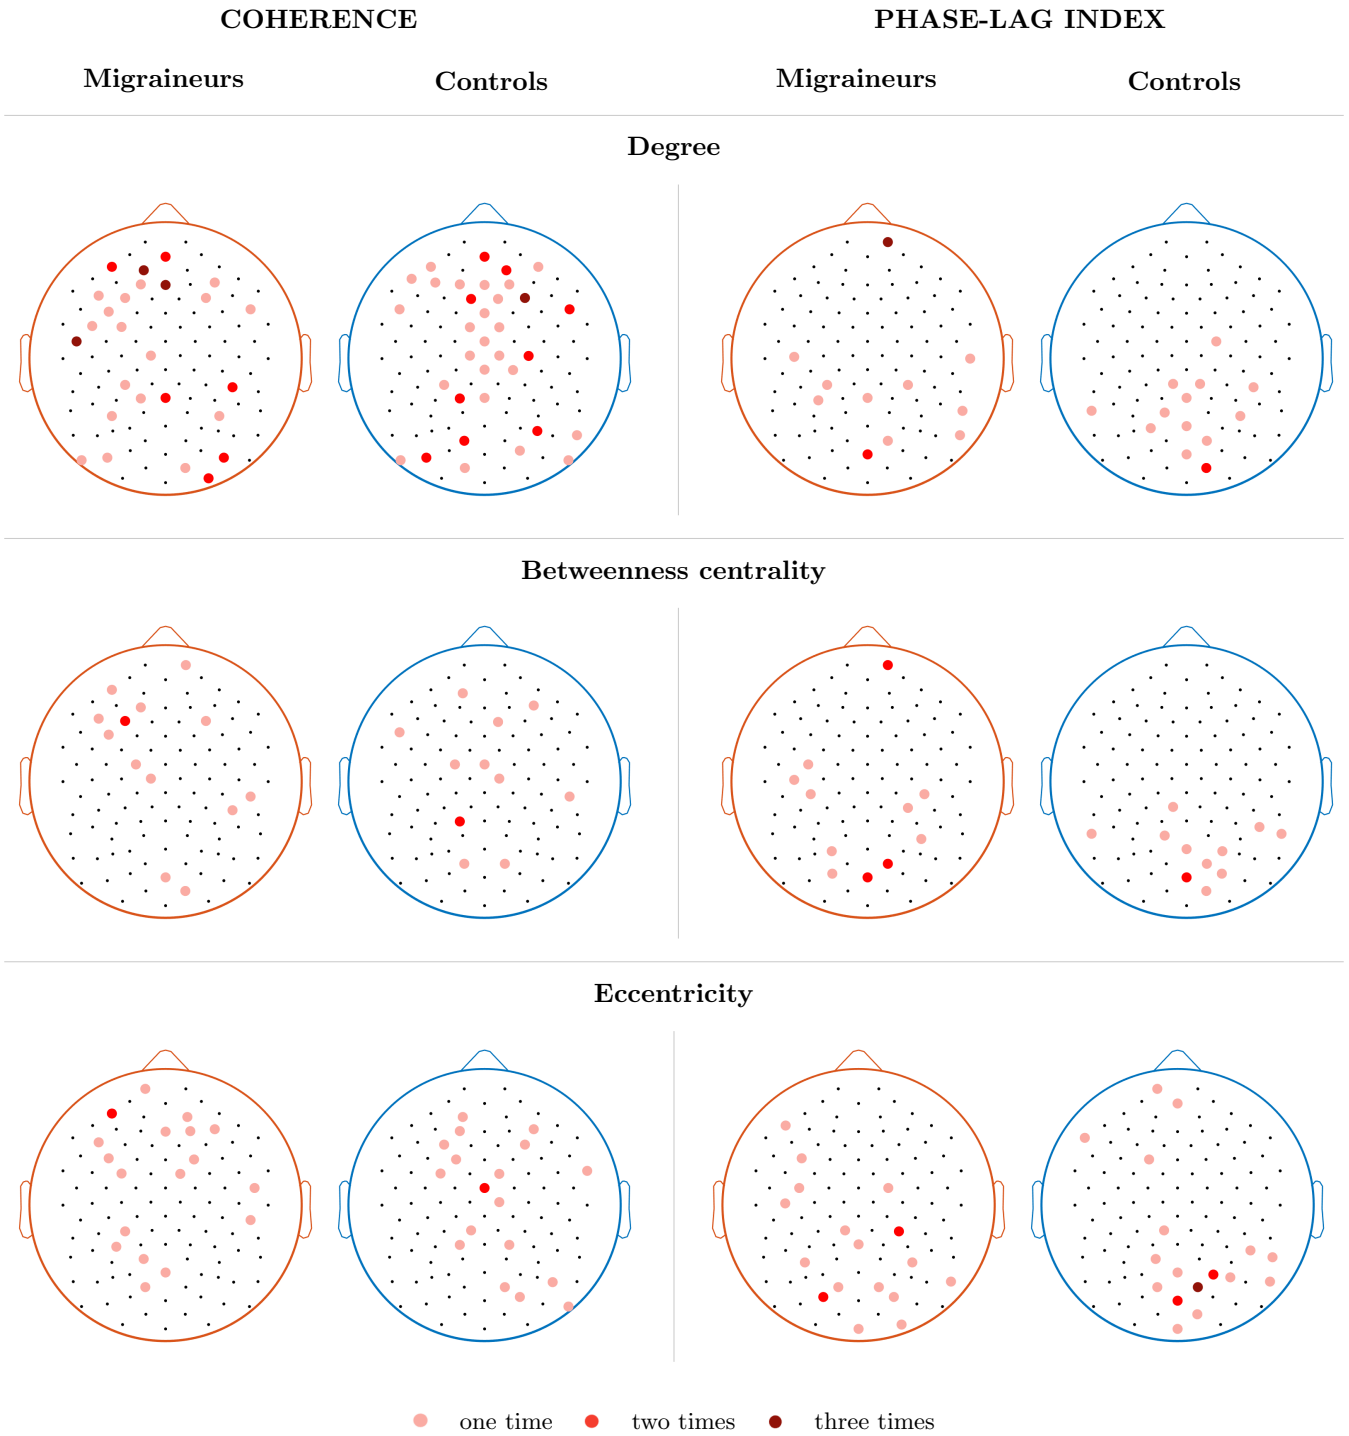 COHERENCE PHASE-LAG INDEX
Migraineurs Controls Migraineurs Controls
Degree
Betweenness centrality
Eccentricity
one time two times three times